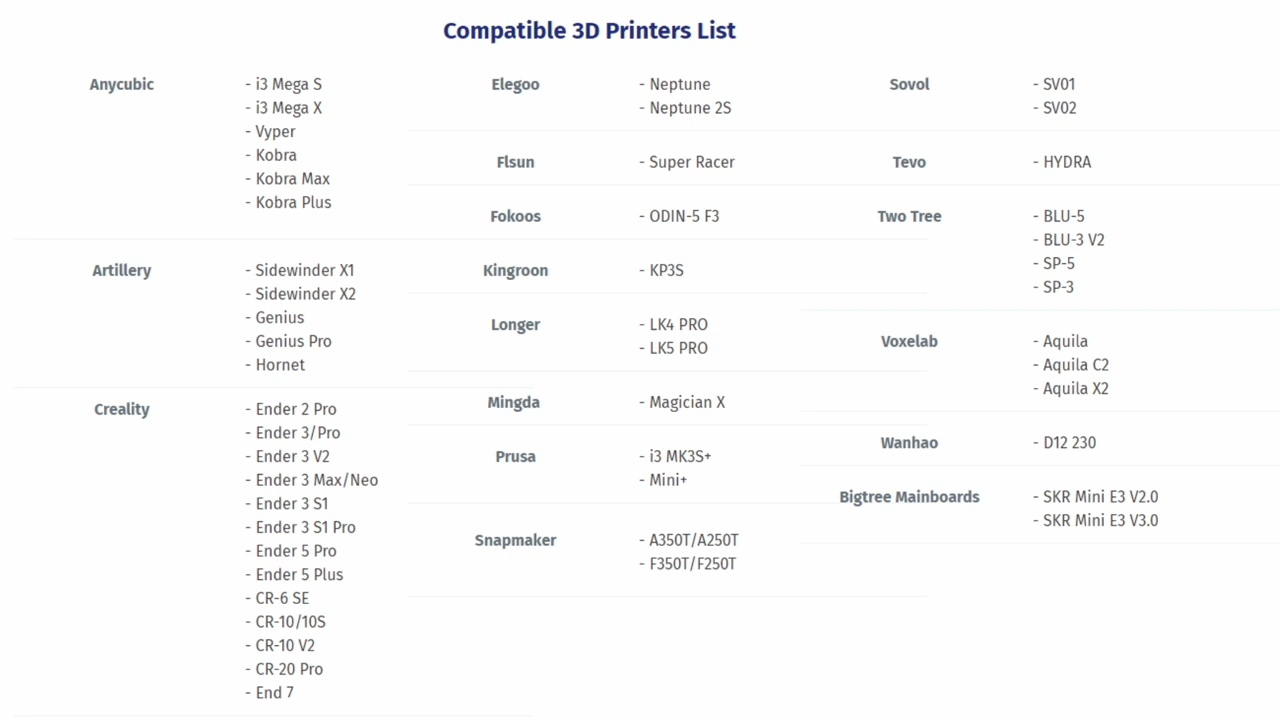 Compatible 3D Printers List
Anycubic
- i3 Mega S
- i3 Mega X
- Vyper
- Kobra
- Kobra Max
- Kobra Plus
Artillery
- Sidewinder X1
- Sidewinder X2
- Genius
- Genius Pro
- Hornet
Creality
- Ender 2 Pro
- Ender 3/Pro
- Ender 3 V2
- Ender 3 Max/Neo
- Ender 3 S1
- Ender 3 S1 Pro
- Ender 5 Pro
- Ender 5 Plus
- CR-6 SE
- CR-10/10S
- CR-10 V2
- CR-20 Pro
- End 7
Elegoo
- Neptune
- Neptune 2S
Flsun
- Super Racer
Fokoos
- ODIN-5 F3
Kingroon
- KP3S
Longer
- LK4 PRO
- LK5 PRO
Mingda
- Magician X
Prusa
- i3 MK3S+
- Mini+
Snapmaker
- A350T/A250T
- F350T/F250T
Sovol
- SV01
- SV02
Tevo
- HYDRA
Two Tree
- BLU-5
- BLU-3 V2
- SP-5
- SP-3
Voxelab
- Aquila
- Aquila C2
- Aquila X2
Wanhao
- D12 230
Bigtree Mainboards
- SKR Mini E3 V2.0
- SKR Mini E3 V3.0